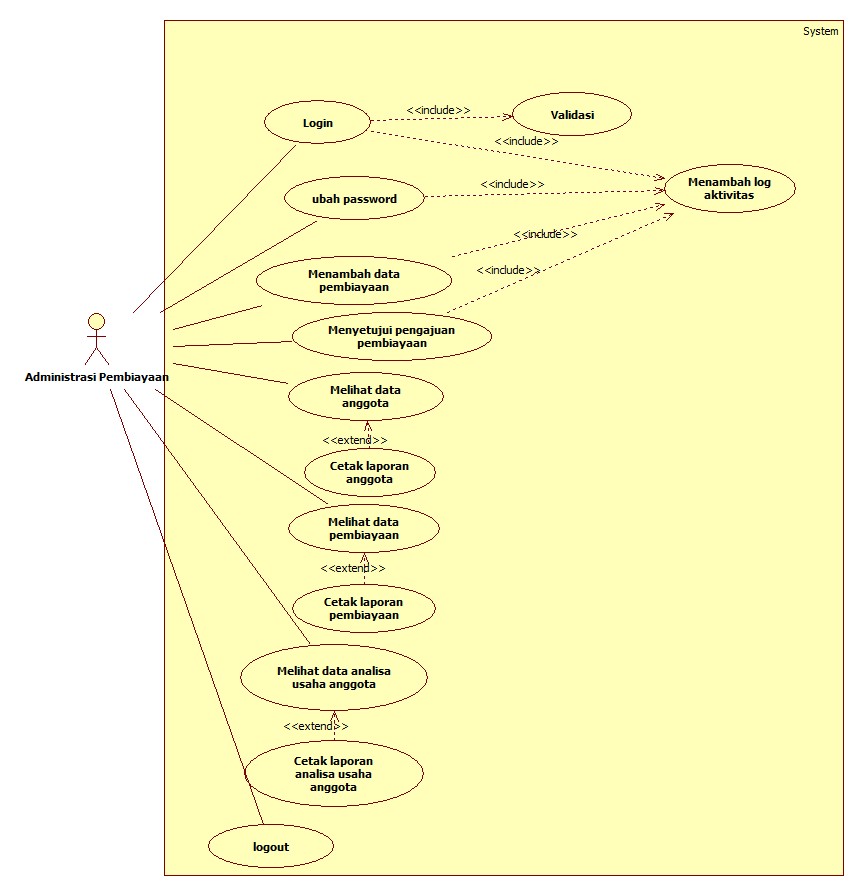 System
Login
<<include>>
Validasi
<<include>>
ubah password
<<include>>
Menambah log
aktivitas
<<include>>
Menambah data
pembiayaan
<<include>>
Menyetujui pengajuan
pembiayaan
Administrasi Pembiayaan
Melihat data
anggota
<<extend>>
Cetak laporan
anggota
Melihat data
pembiayaan
<<extend>>
Cetak laporan
pembiayaan
Melihat data analisa
usaha anggota
<<extend>>
Cetak laporan
analisa usaha
anggota
logout